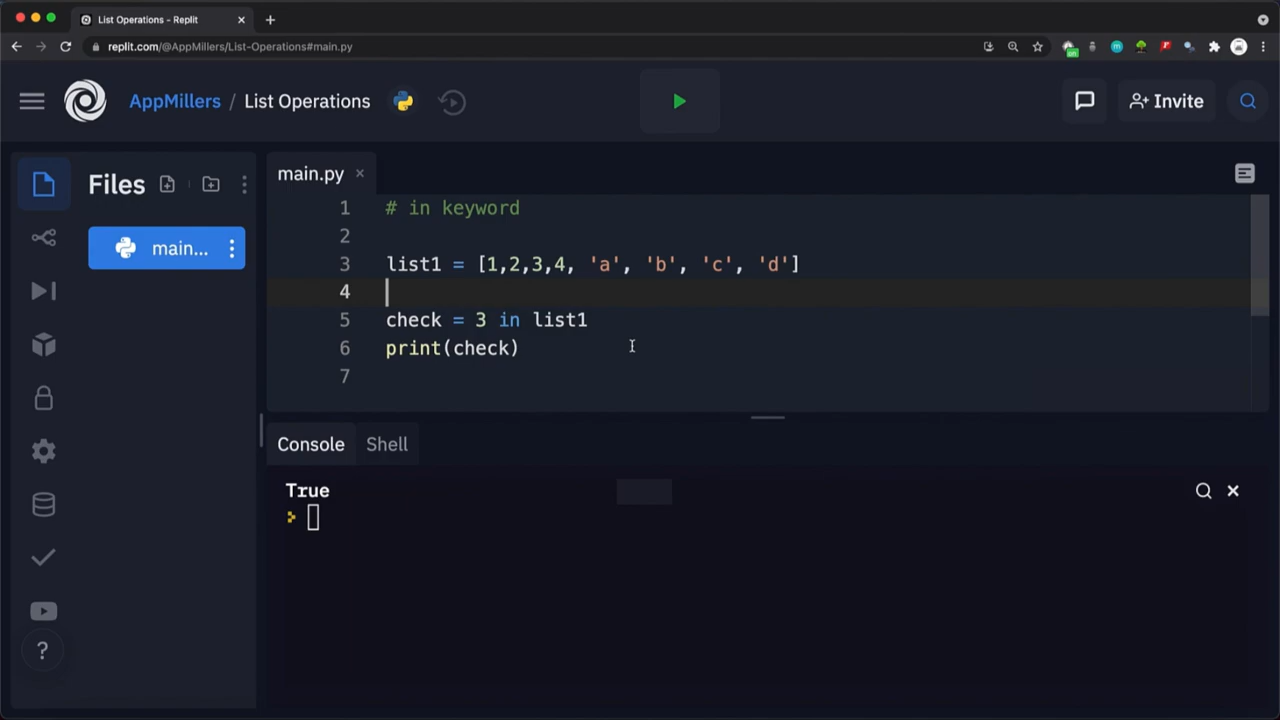 List Operations - Replit
replit.com/@AppMillers/List-Operations#main.py
AppMillers / List Operations
Invite
Files
main.py
main...
1 # in keyword
2
3 list1 = [1,2,3,4, 'a', 'b', 'c', 'd']
4
5 check = 3 in list1
6 print(check)
7
Console Shell
True
?